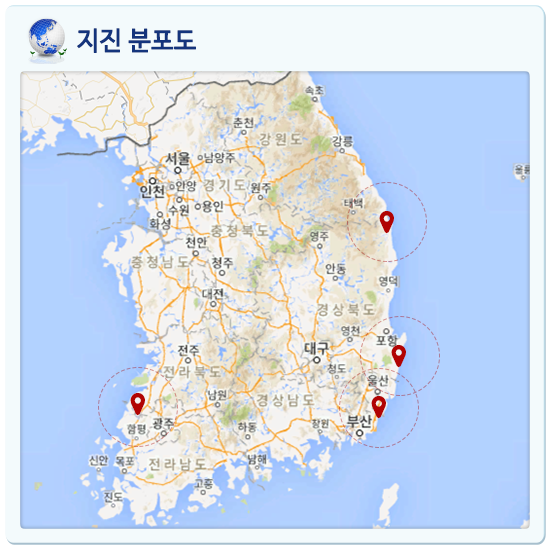 지진 분포도
속초
춘천
강원도
강릉
서울
남양주
인천
안양
경기도
원주
수원
용인
태백
울릉
화성
충청북도
영주
천안
충청남도
청주
안동
영덕
대전
경상북도
영천
포항
전주
대구
청도
전라북도
울산
남원
경상남도
함평
광주
하동
창원
부산
신안
목포
전라남도
남해
고흥
진도